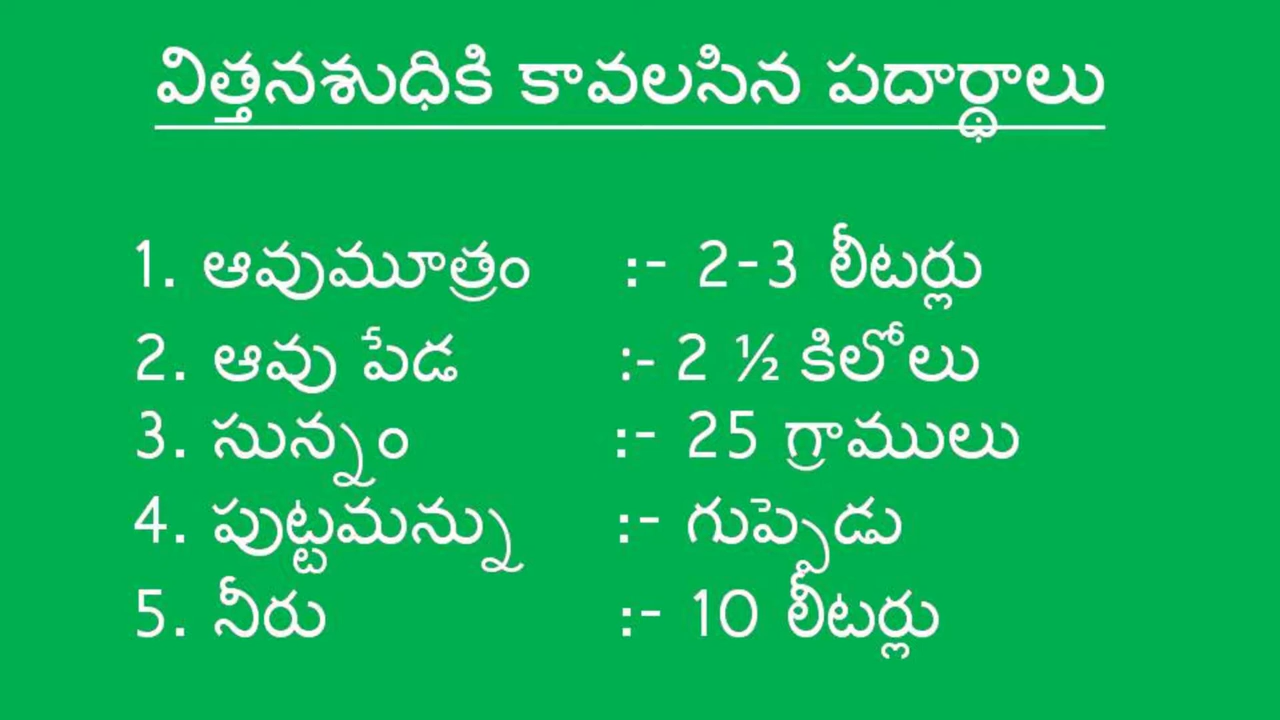 విత్తనశుధికి కావలసిన పదార్థాలు
1. ఆవుమూత్రం :- 2-3 లీటర్లు
2. ఆవు పేడ :- 2 ½ కిలోలు
3. సున్నం :- 25 గ్రాములు
4. పుట్టమన్ను :- గుప్పెడు
5. నీరు :- 10 లీటర్లు